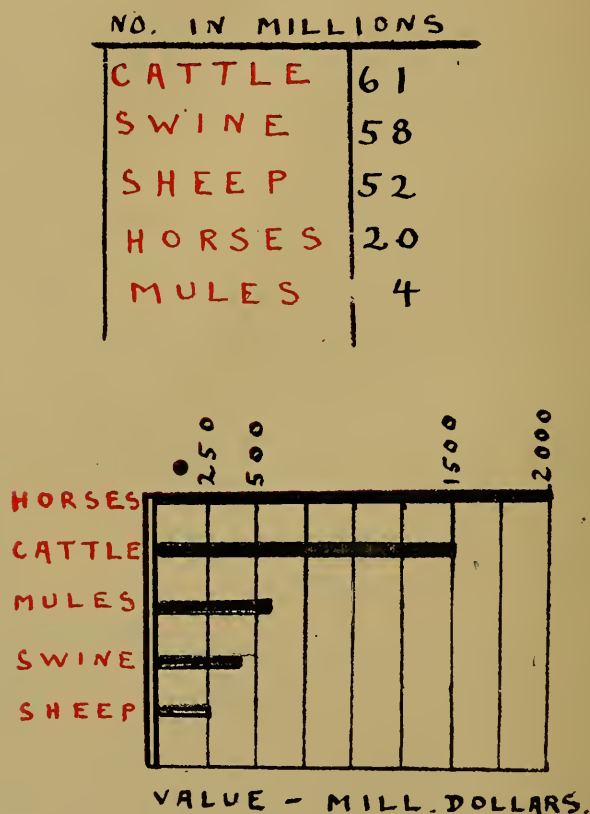 NO. IN MILLIONS
CATTLE 61
SWINE 58
SHEEP 52
HORSES 20
MULES 4
250 500 1500 2000
HORSES
CATTLE
MULES
SWINE
SHEEP
VALUE - MILL. DOLLARS.